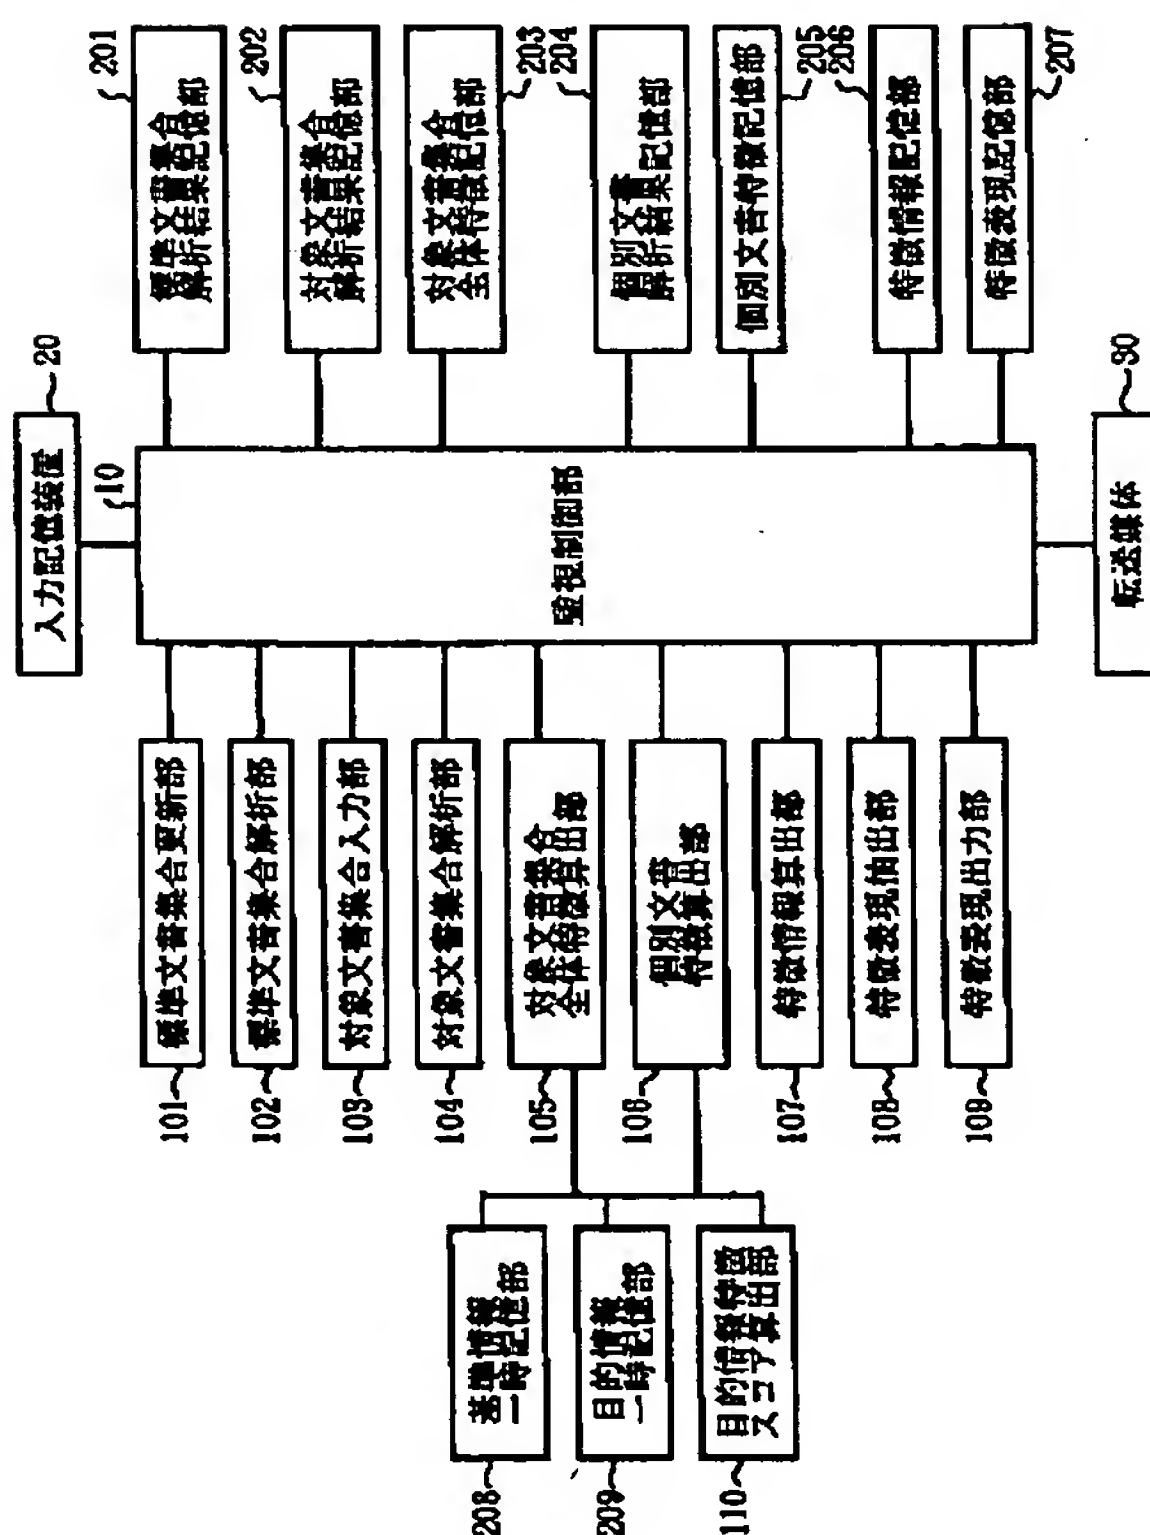 入力記憶装置
20
10
監視制御部
転送媒体
30
標準文書集合更新部
101
標準文書集合解析部
102
対象文書集合入力部
103
対象文書集合解析部
104
対象文書集合
全体特徴算出部
105
個別文書
特徴算出部
106
特徴情報算出部
107
特徴表現抽出部
108
特徴表現出力部
109
標準文書集合
解析結果記憶部
201
対象文書集合
解析結果記憶部
202
対象文書集合
全体特徴記憶部
203
個別文書
解析結果記憶部
204
個別文書特徴記憶部
205
特徴情報記憶部
206
特徴表現記憶部
207
基準情報
一時記憶部
208
目的情報
一時記憶部
209
目的情報特徴
スコア算出部
110